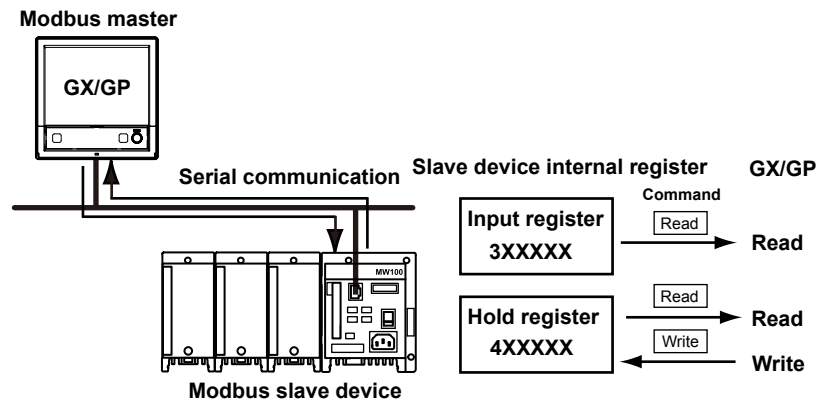 Modbus master
GX/GP
Serial communication
MW100
Modbus slave device
Slave device internal register
GX/GP
Command
Input register
3XXXXX
Read
Read
Hold register
4XXXXX
Read
Read
Write
Write